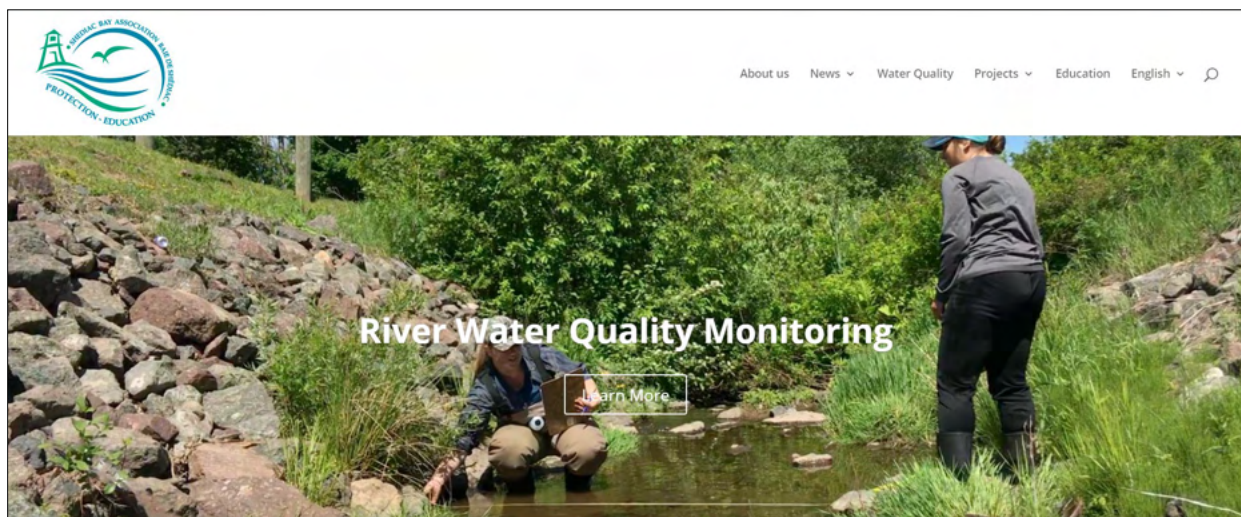 SHEDIAC BAY ASSOCIATION BAIE DE SHEDIAC
PROTECTION - EDUCATION
About us News Water Quality Projects Education English
River Water Quality Monitoring
Learn More